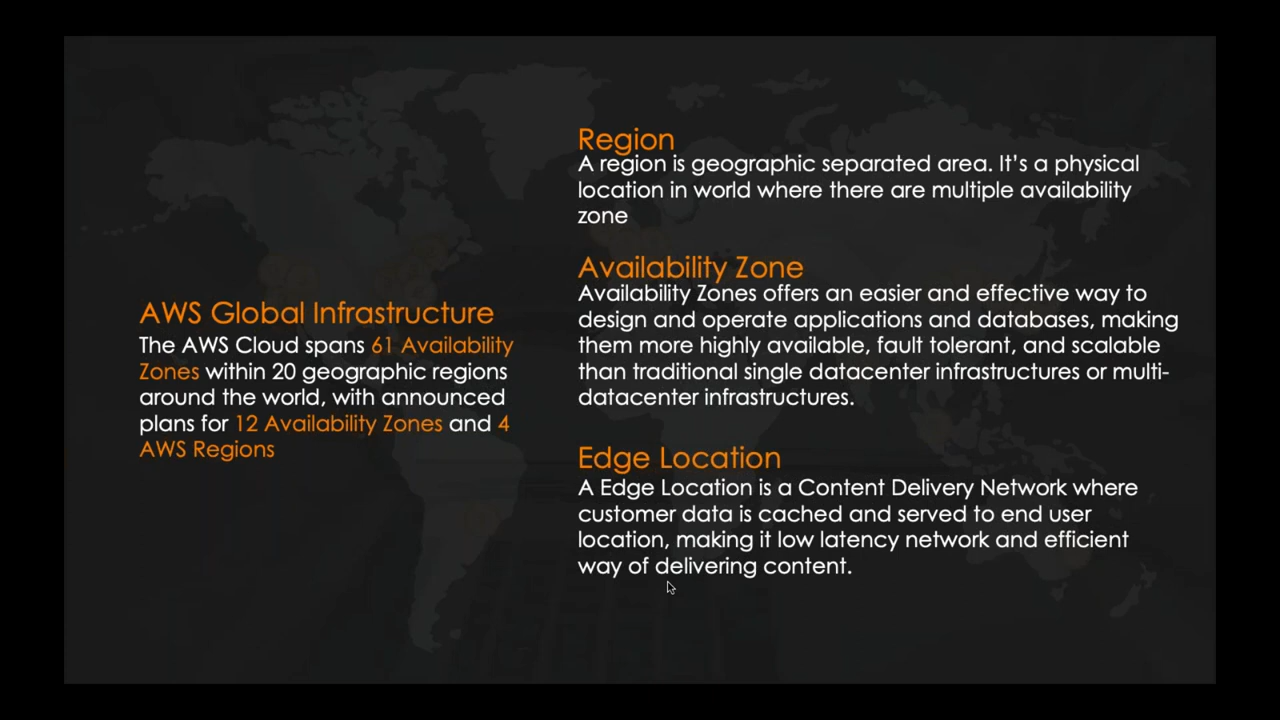 AWS Global Infrastructure
The AWS Cloud spans 61 Availability
Zones within 20 geographic regions
around the world, with announced
plans for 12 Availability Zones and 4
AWS Regions
Region
A region is geographic separated area. It's a physical
location in world where there are multiple availability
zone
Availability Zone
Availability Zones offers an easier and effective way to
design and operate applications and databases, making
them more highly available, fault tolerant, and scalable
than traditional single datacenter infrastructures or multi-
datacenter infrastructures.
Edge Location
A Edge Location is a Content Delivery Network where
customer data is cached and served to end user
location, making it low latency network and efficient
way of delivering content.